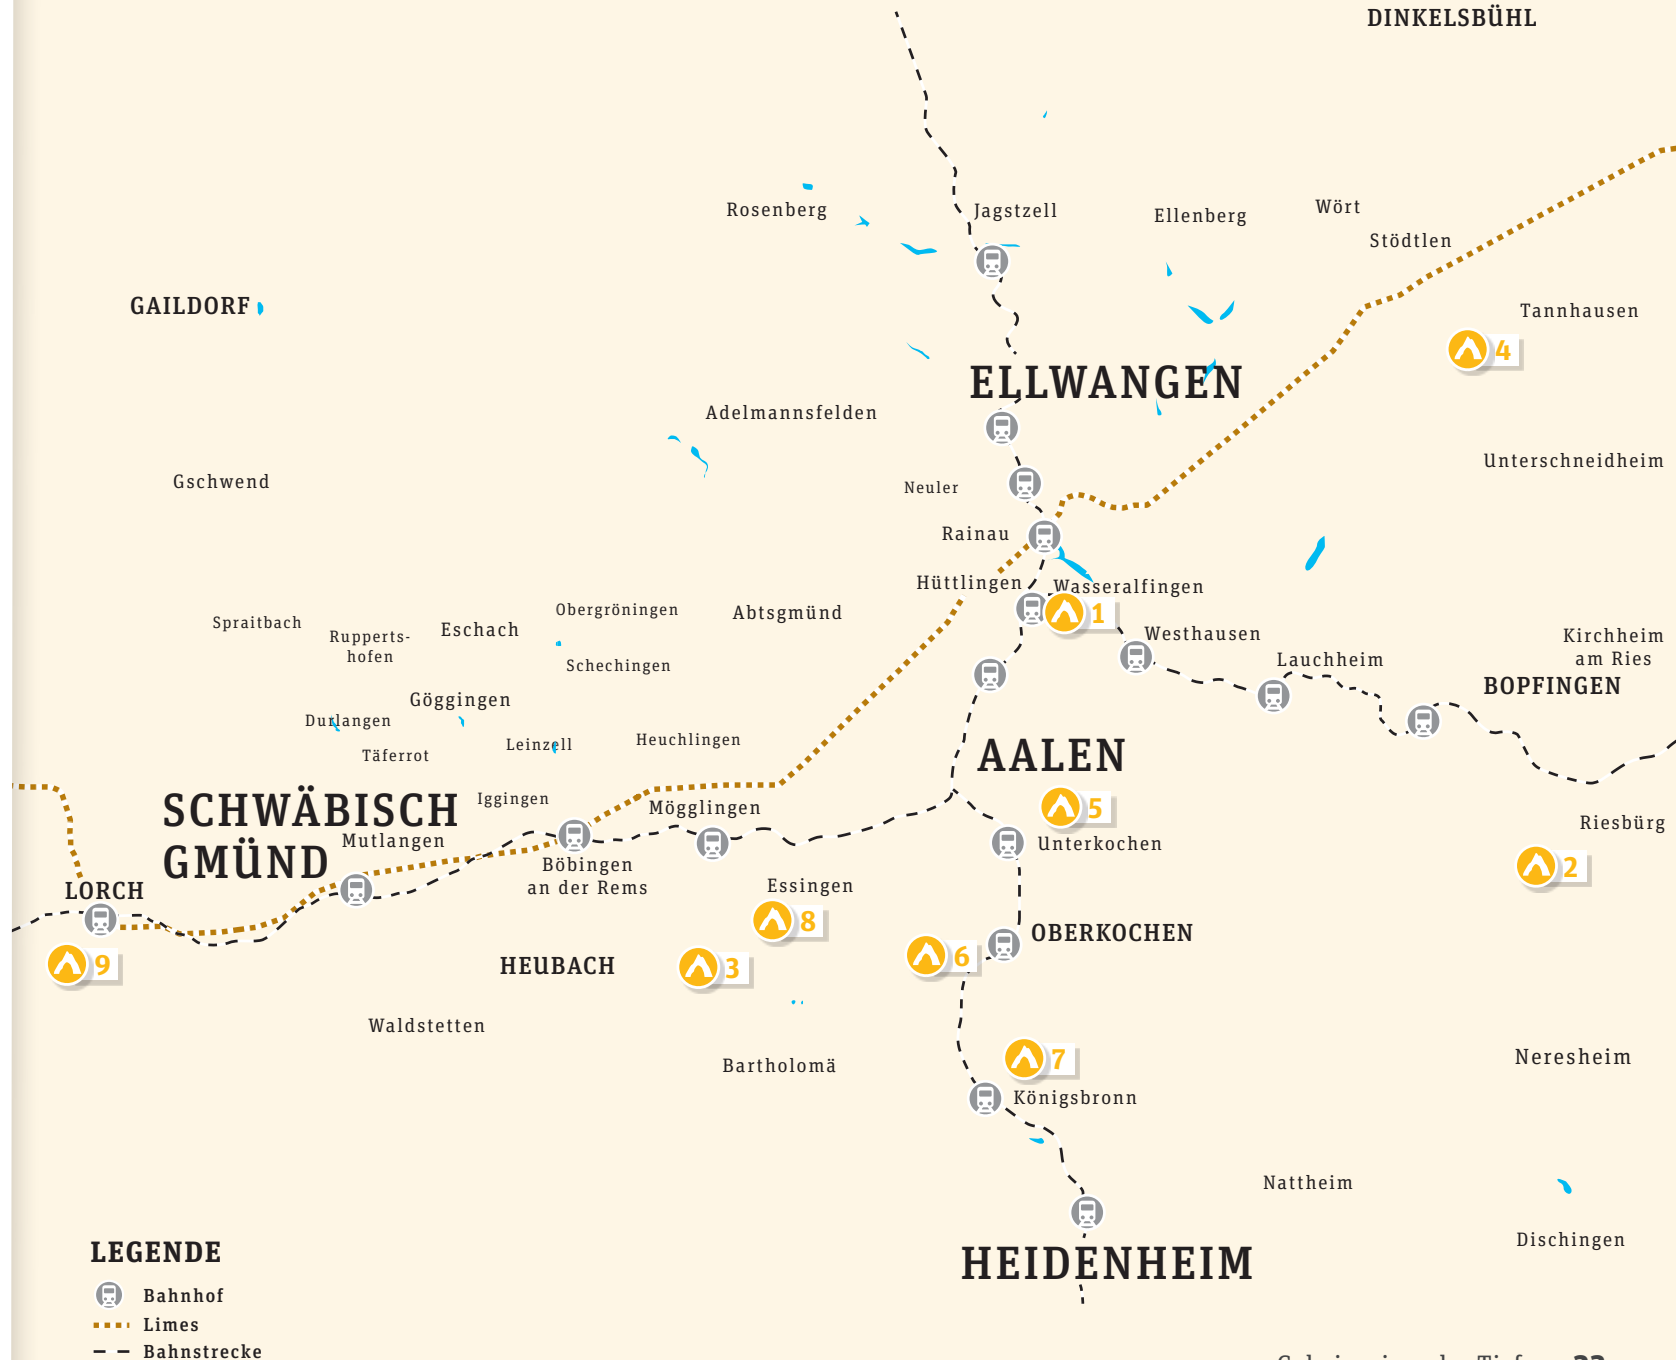 DINKELSBÜHL
Rosenberg
Jagstzell
Ellenberg
Wört
Stödtlen
GAILDORF
Tannhausen
4
ELLWANGEN
Adelmannsfelden
Gschwend
Neuler
Unterschneidheim
Rainau
Hüttlingen
Wasseralfingen
1
Spraitbach
Rupperts-
hofen
Eschach
Obergröningen
Abtsgmünd
Westhausen
Kirchheim
am Ries
Schechingen
Lauchheim
BOPFINGEN
Göggingen
Durlangen
Täferrot
Leinzell
Heuchlingen
AALEN
SCHWÄBISCH
GMÜND
Iggingen
Mögglingen
5
Riesbürg
Mutlangen
Unterkochen
Böbingen
an der Rems
2
LORCH
Essingen
8
OBERKOCHEN
9
HEUBACH
3
6
Waldstetten
Bartholomä
7
Neresheim
Königsbronn
Nattheim
Dischingen
HEIDENHEIM
LEGENDE
Bahnhof
Limes
Bahnstrecke